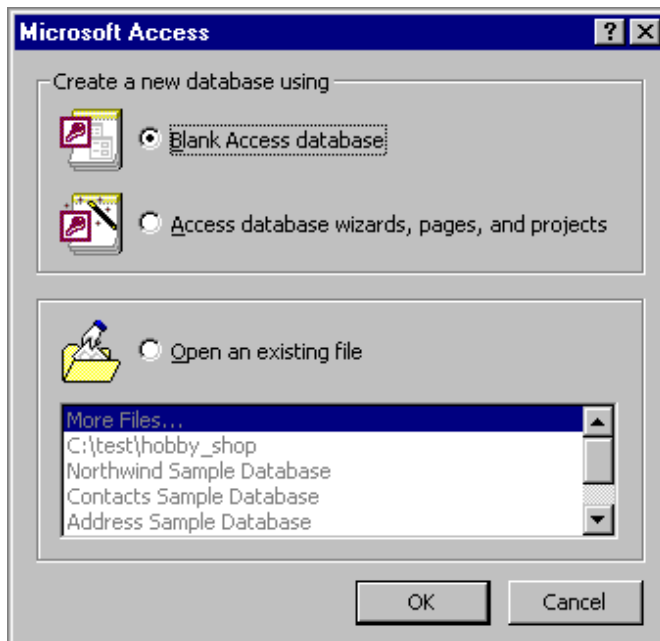 Microsoft Access
Create a new database using
Blank Access database
Access database wizards, pages, and projects
Open an existing file
More Files...
C:\test\hobby_shop
Northwind Sample Database
Contacts Sample Database
Address Sample Database
OK Cancel